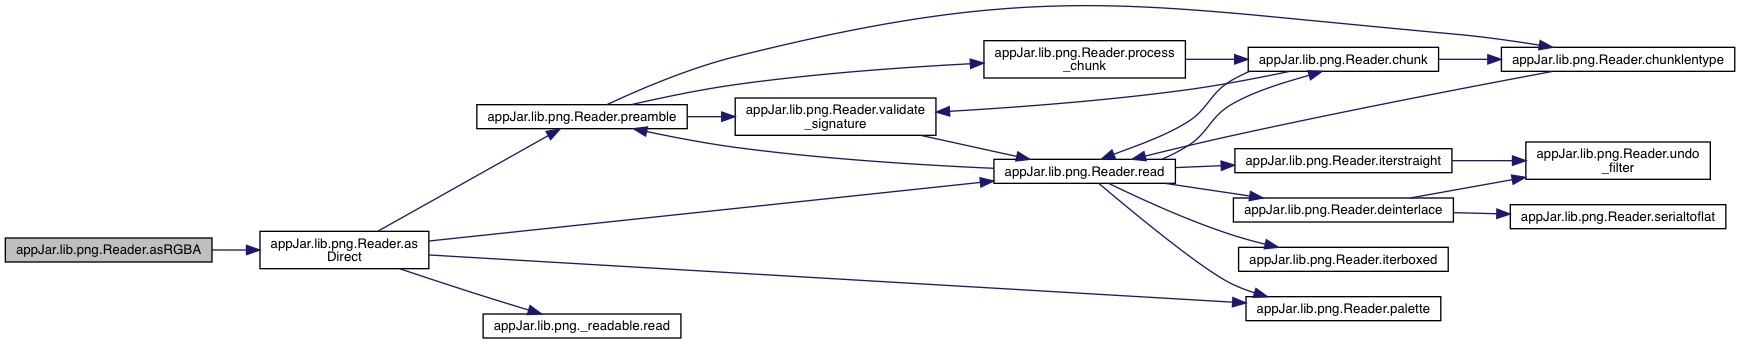 appJar.lib.png.Reader.asRGBA
appJar.lib.png.Reader.as
Direct
appJar.lib.png.Reader.preamble
appJar.lib.png._readable.read
appJar.lib.png.Reader.validate
_signature
appJar.lib.png.Reader.process
_chunk
appJar.lib.png.Reader.read
appJar.lib.png.Reader.chunk
appJar.lib.png.Reader.iterstraight
appJar.lib.png.Reader.deinterlace
appJar.lib.png.Reader.iterboxed
appJar.lib.png.Reader.palette
appJar.lib.png.Reader.chunklentype
appJar.lib.png.Reader.undo
_filter
appJar.lib.png.Reader.serialtoflat